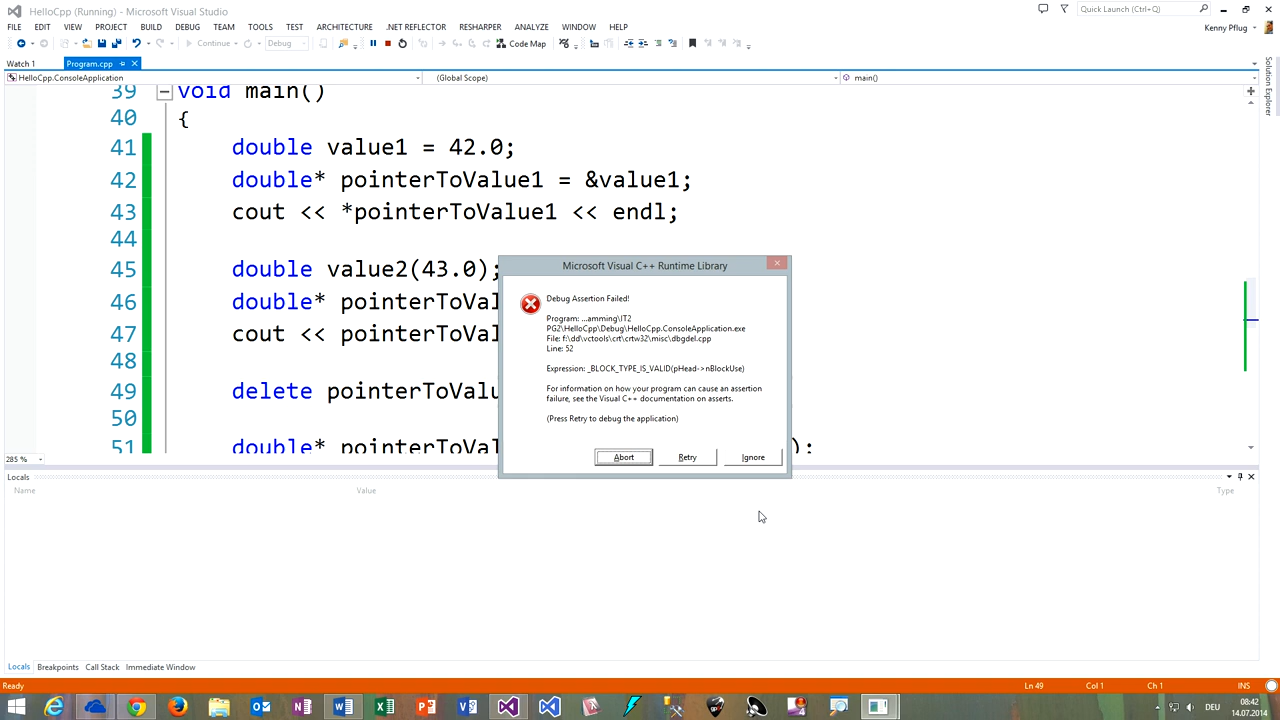 HelloCpp (Running) - Microsoft Visual Studio
Quick Launch (Ctrl+Q)
FILE EDIT VIEW PROJECT BUILD DEBUG TEAM TOOLS TEST ARCHITECTURE .NET REFLECTOR RESHARPER ANALYZE WINDOW HELP
Kenny Pflug
Continue Debug Code Map
Watch 1 Program.cpp
HelloCpp.ConsoleApplication (Global Scope) main()
Solution Explorer
39 void main()
40 {
41 double value1 = 42.0;
42 double* pointerToValue1 = &value1;
43 cout << *pointerToValue1 << endl;
44
45 double value2(43.0);
46 double* pointerToVal
47 cout << pointerToVal
48
49 delete pointerToValu
50
51 double* pointerToVal );
Microsoft Visual C++ Runtime Library
Debug Assertion Failed!
Program: ...amming\IT2
PG2\HelloCpp\Debug\HelloCpp.ConsoleApplication.exe
File: f:\dd\vctools\crt\crtw32\misc\dbgdel.cpp
Line: 52
Expression: _BLOCK_TYPE_IS_VALID(pHead->nBlockUse)
For information on how your program can cause an assertion
failure, see the Visual C++ documentation on asserts.
(Press Retry to debug the application)
Abort Retry Ignore
285 %
Locals
Name Value Type
Locals Breakpoints Call Stack Immediate Window
Ready Ln 49 Col 1 Ch 1 INS
DEU 08:42
14.07.2014